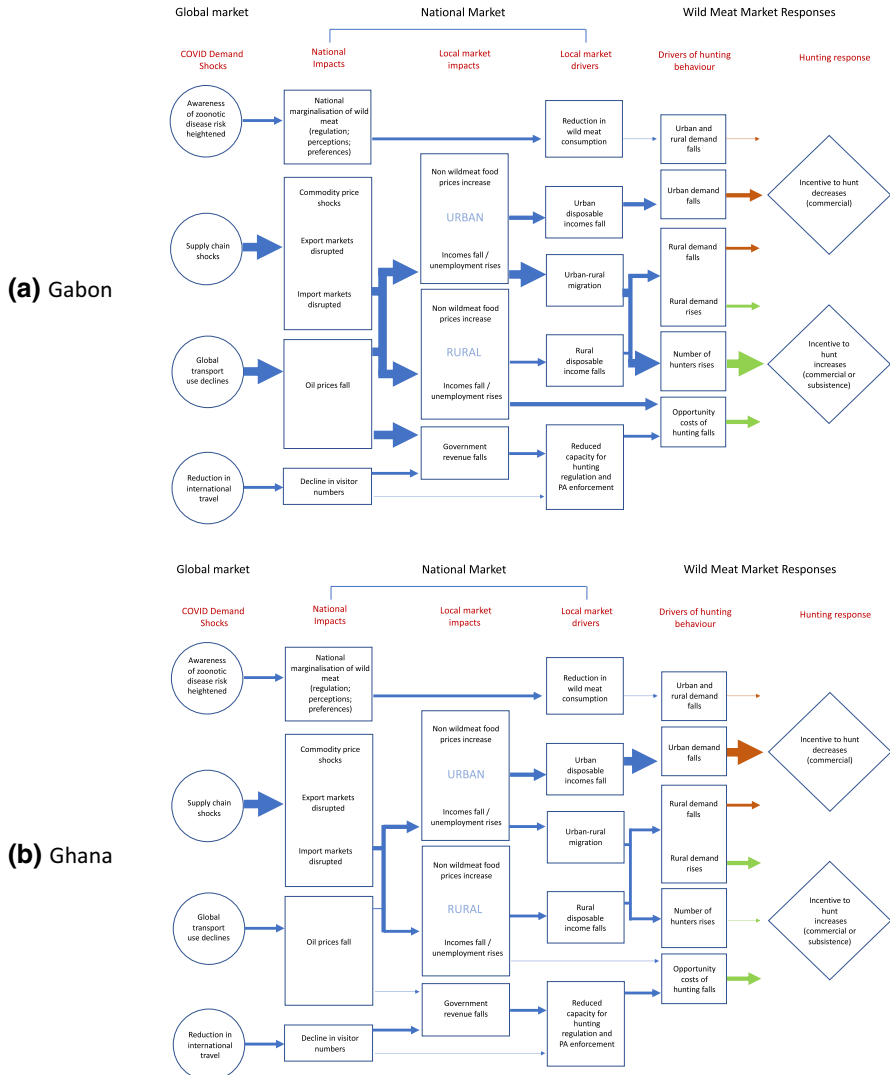 Global market
National Market
Wild Meat Market Responses
COVID Demand
Shocks
National
Impacts
Local market
impacts
Local market
drivers
Drivers of hunting
behaviour
Hunting response
Awareness
of zoonotic
disease risk
heightened
National
marginalisation of wild
meat
(regulation;
perceptions;
preferences)
Reduction in
wild meat
consumption
Urban and
rural demand
falls
Supply chain
shocks
Commodity price
shocks
Export markets
disrupted
Import markets
disrupted
Non wildmeat food
prices increase
URBAN
Incomes fall /
unemployment rises
Urban
disposable
incomes fall
Urban demand
falls
Incentive to hunt
decreases
(commercial)
Urban-rural
migration
Rural demand
falls
Rural demand
rises
(a) Gabon
Global
transport
use declines
Oil prices fall
Non wildmeat food
prices increase
RURAL
Incomes fall /
unemployment rises
Rural
disposable
income falls
Number of
hunters rises
Incentive to
hunt
increases
(commercial or
subsistence)
Opportunity
costs of
hunting falls
Reduction in
international
travel
Decline in visitor
numbers
Government
revenue falls
Reduced
capacity for
hunting
regulation and
PA enforcement
Global market
National Market
Wild Meat Market Responses
COVID Demand
Shocks
National
Impacts
Local market
impacts
Local market
drivers
Drivers of hunting
behaviour
Hunting response
Awareness
of zoonotic
disease risk
heightened
National
marginalisation of wild
meat
(regulation;
perceptions;
preferences)
Reduction in
wild meat
consumption
Urban and
rural demand
falls
Supply chain
shocks
Commodity price
shocks
Export markets
disrupted
Import markets
disrupted
Non wildmeat food
prices increase
URBAN
Incomes fall /
unemployment rises
Urban
disposable
incomes fall
Urban demand
falls
Incentive to hunt
decreases
(commercial)
Urban-rural
migration
Rural demand
falls
Rural demand
rises
(b) Ghana
Global
transport
use declines
Oil prices fall
Non wildmeat food
prices increase
RURAL
Incomes fall /
unemployment rises
Rural
disposable
income falls
Number of
hunters rises
Incentive to
hunt
increases
(commercial or
subsistence)
Opportunity
costs of
hunting falls
Reduction in
international
travel
Decline in visitor
numbers
Government
revenue falls
Reduced
capacity for
hunting
regulation and
PA enforcement